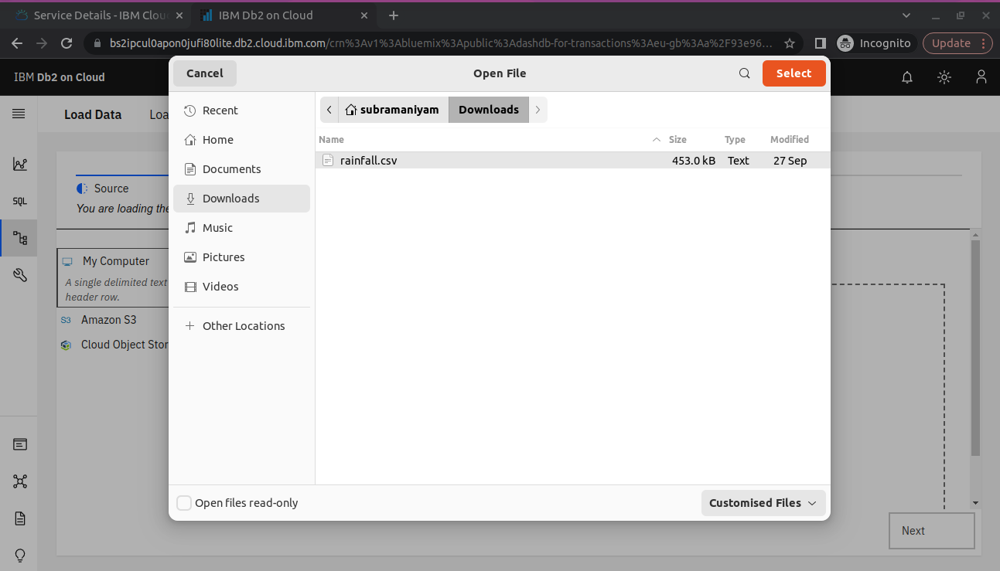 Service Details - IBM Clou
IBM Db2 on Cloud
bs2ipcul0apon0jufi80lite.db2.cloud.ibm.com/crn%3Av1%3Abluemix%3Apublic%3Adashdb-for-transactions%3Aeu-gb%3Aa%2F93e96...
Incognito
Update
IBM Db2 on Cloud
Cancel
Open File
Select
Load Data
Loa
Source
You are loading the
My Computer
A single delimited text
header row.
S3 Amazon S3
Cloud Object Stor
SQL
Recent
Home
Documents
Downloads
Music
Pictures
Videos
Other Locations
subramaniyam
Downloads
Name Size Type Modified
rainfall.csv 453.0 kB Text 27 Sep
Open files read-only
Customised Files
Next